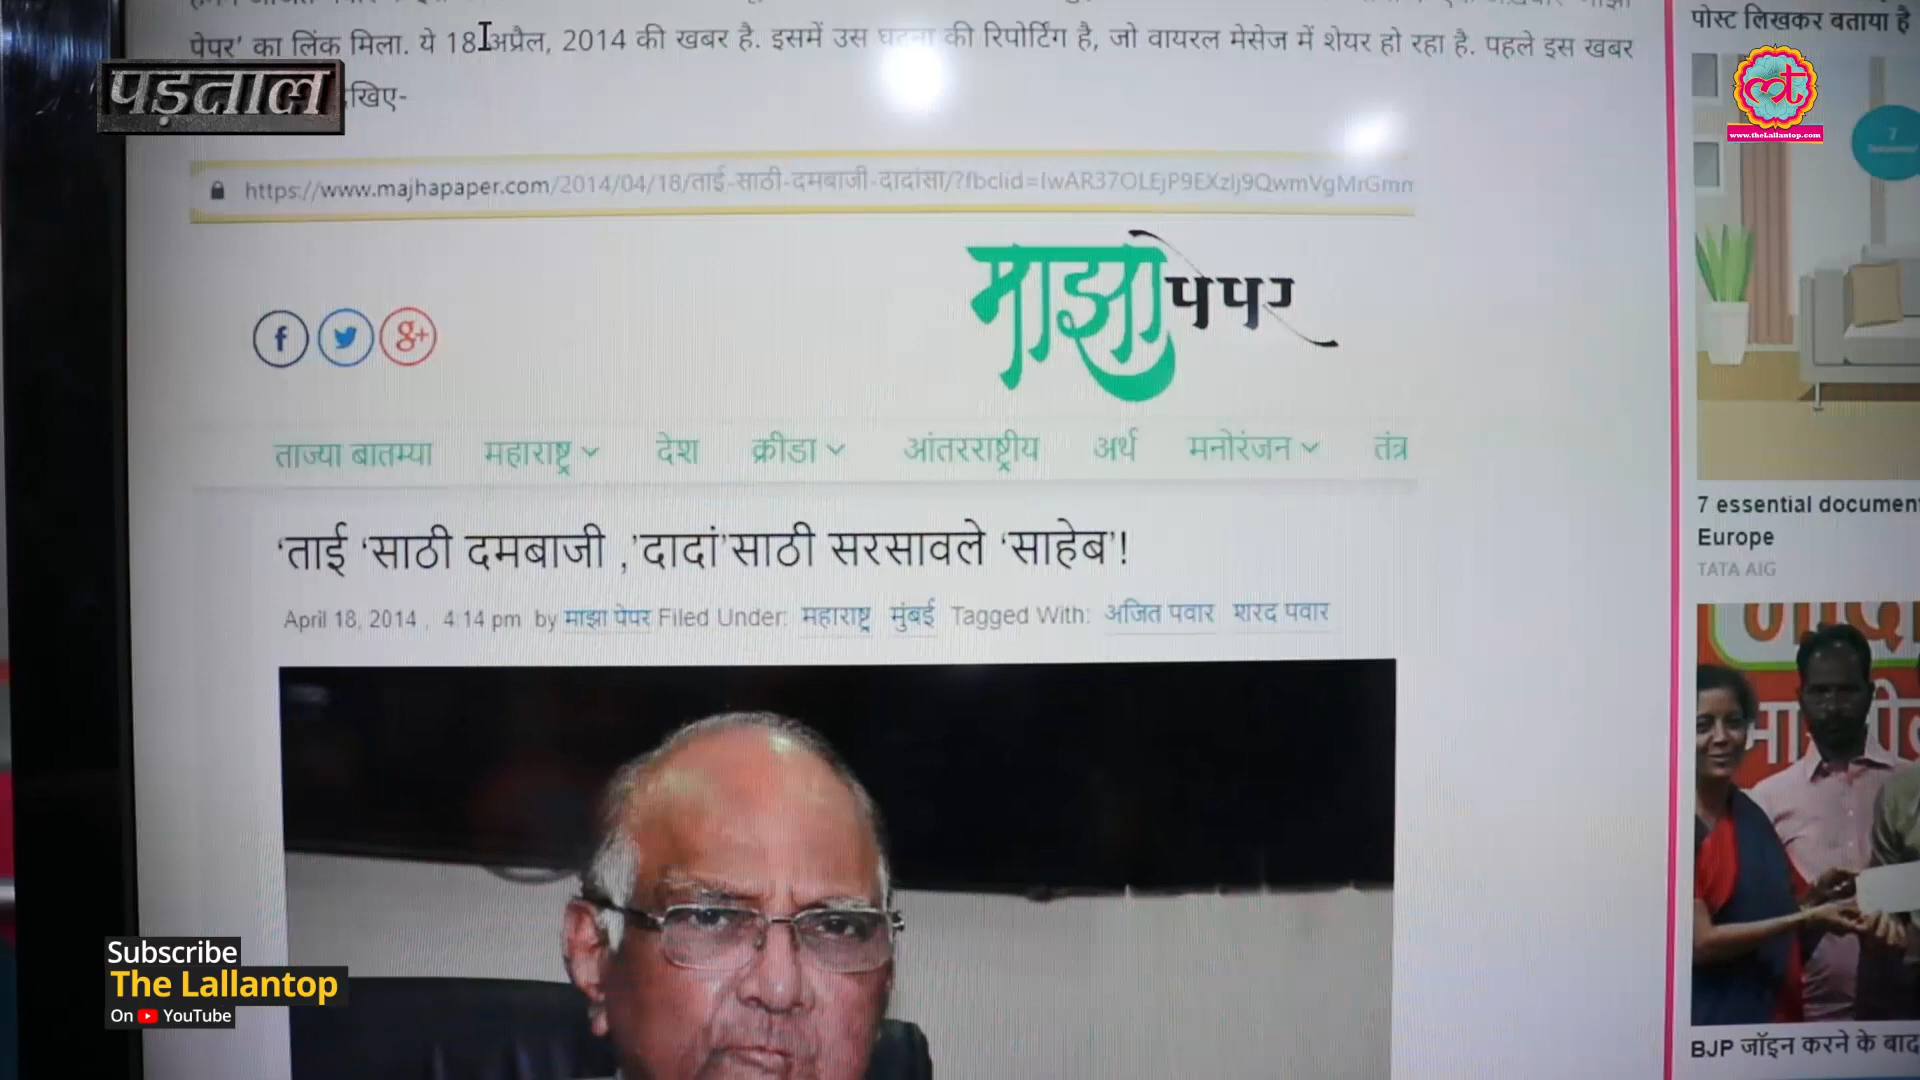 पेपर’ का लिंक मिला. ये 18 अप्रैल, 2014 की खबर है. इसमें उस घटना की रिपोर्टिंग है, जो वायरल मेसेज में शेयर हो रहा है. पहले इस खबर
खिए-
पड़ताल
पोस्ट लिखकर बताया है
www.theLallantop.com
https://www.majhapaper.com/2014/04/18/ताई-साठी-दमबाजी-दादांसा/?fbclid=IwAR37OLEjP9EXzIj9QwmVgMrGmn
माझा पेपर
ताज्या बातम्या महाराष्ट्र देश क्रीडा आंतरराष्ट्रीय अर्थ मनोरंजन तंत्र
‘ताई ‘साठी दमबाजी ,’दादां’साठी सरसावले ‘साहेब’!
April 18, 2014 , 4:14 pm by माझा पेपर Filed Under: महाराष्ट्र मुंबई Tagged With: अजित पवार शरद पवार
7 essential document
Europe
TATA AIG
BJP जॉइन करने के बाद
Subscribe
The Lallantop
On YouTube